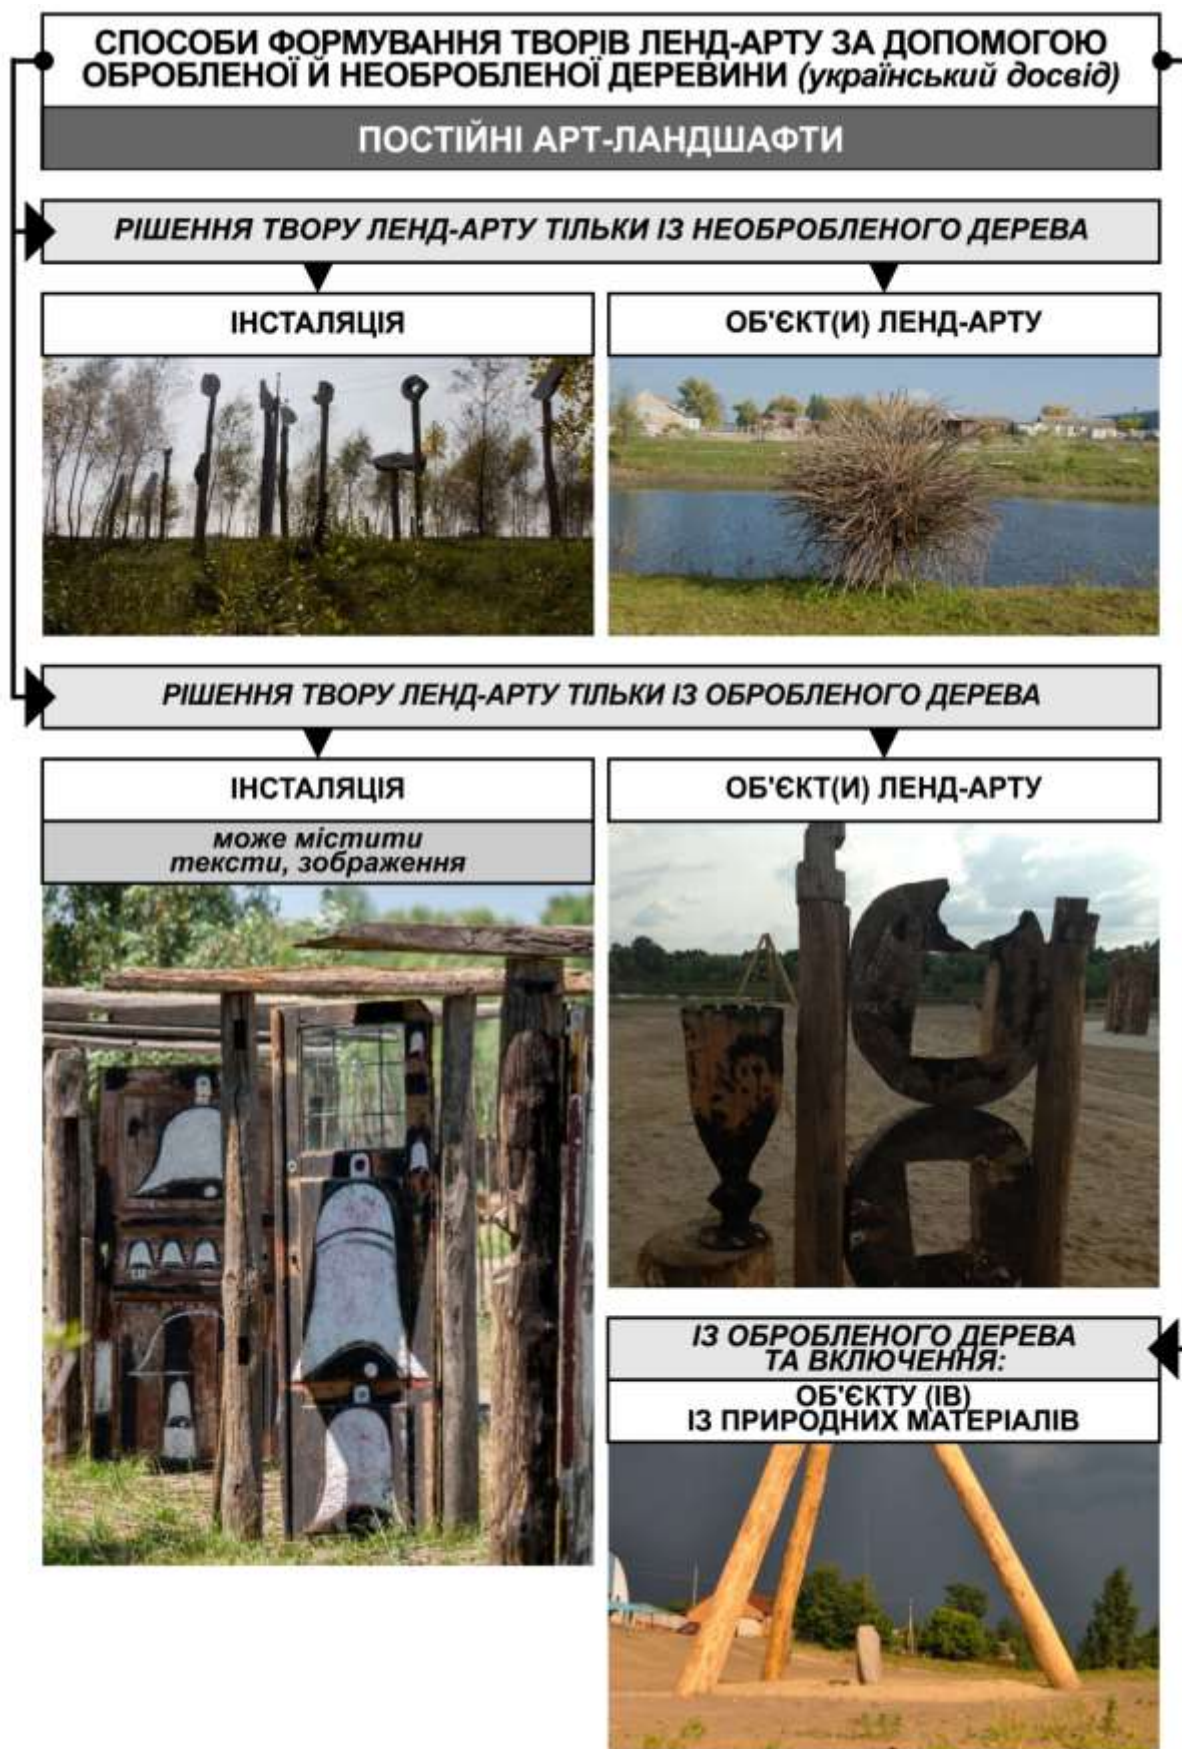 СПОСОБИ ФОРМУВАННЯ ТВОРІВ ЛЕНД-АРТУ ЗА ДОПОМОГОЮ
ОБРОБЛЕНОЇ Й НЕОБРОБЛЕНОЇ ДЕРЕВИНИ (український досвід)
ПОСТІЙНІ АРТ-ЛАНДШАФТИ
РІШЕННЯ ТВОРУ ЛЕНД-АРТУ ТІЛЬКИ ІЗ НЕОБРОБЛЕНОГО ДЕРЕВА
ІНСТАЛЯЦІЯ
ОБ'ЄКТ(И) ЛЕНД-АРТУ
РІШЕННЯ ТВОРУ ЛЕНД-АРТУ ТІЛЬКИ ІЗ ОБРОБЛЕНОГО ДЕРЕВА
ІНСТАЛЯЦІЯ
може містити
тексти, зображення
ОБ'ЄКТ(И) ЛЕНД-АРТУ
ІЗ ОБРОБЛЕНОГО ДЕРЕВА
ТА ВКЛЮЧЕННЯ:
ОБ'ЄКТУ (ІВ)
ІЗ ПРИРОДНИХ МАТЕРІАЛІВ